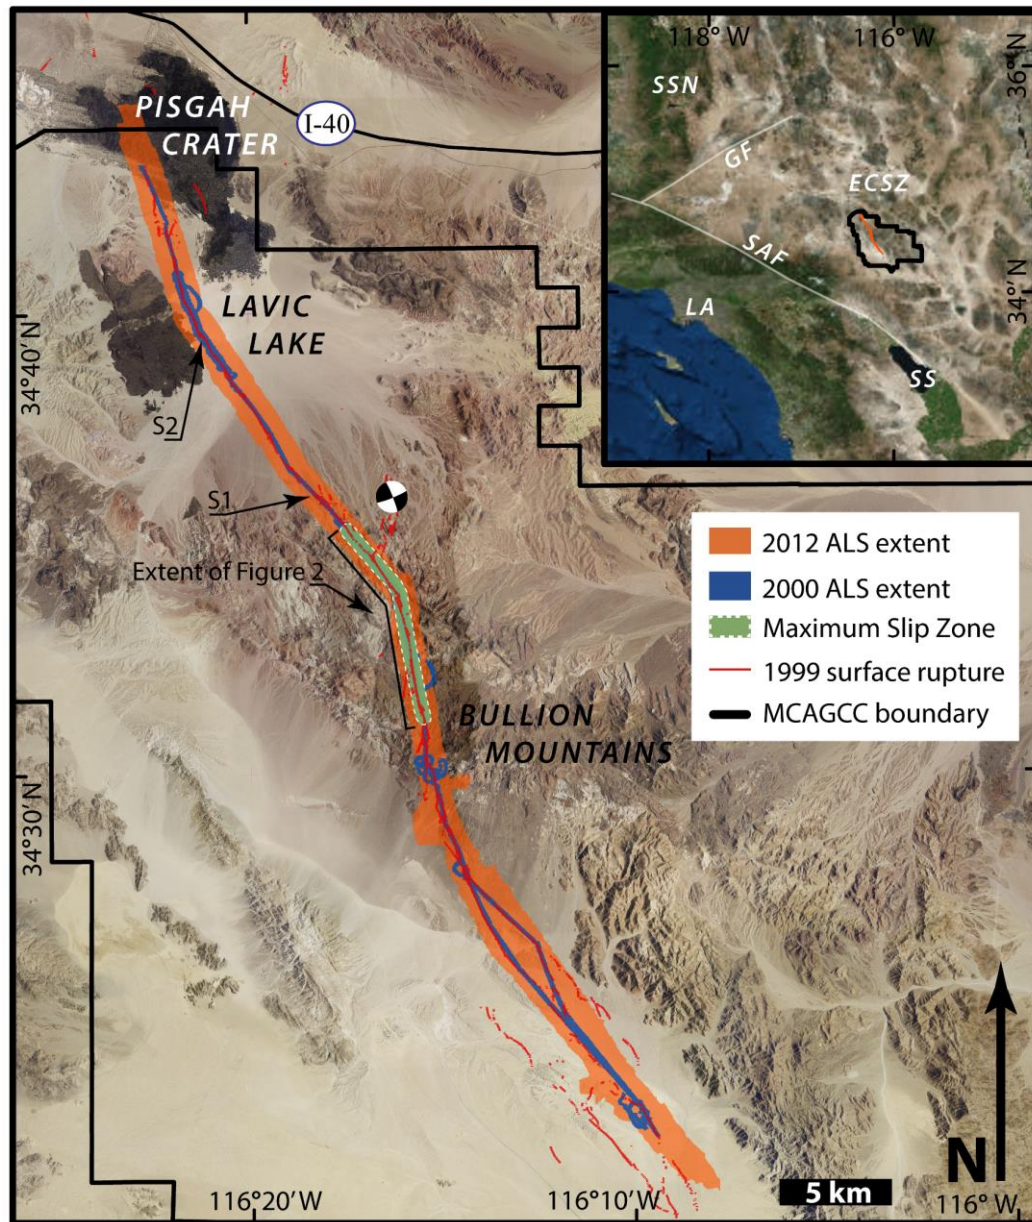 PISGAH
CRATER
I-40
LAVIC
LAKE
34°40' N
S2
S1
Extent of Figure 2
BULLION
MOUNTAINS
34°30' N
116°20' W
116°10' W
116° W
5 km
N
118° W
116° W
36° N
34° N
SSN
GF
ECSZ
SAF
LA
SS
2012 ALS extent
2000 ALS extent
Maximum Slip Zone
1999 surface rupture
MCAGCC boundary